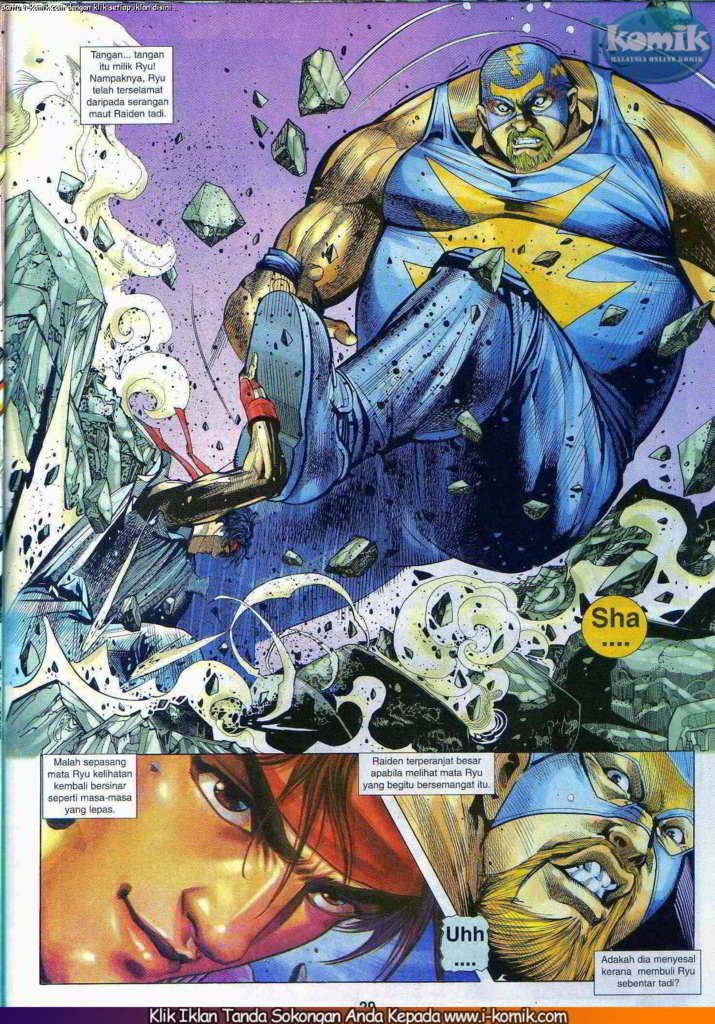 Baru i-komik.com dengan klik setiap iklan disini...
komik
MALAYSIA ONLINE KOMIK
Tangan... tangan
itu milik Ryu!
Nampaknya, Ryu
telah terselamat
daripada serangan
maut Raiden tadi.
Sha
....
Malah sepasang
mata Ryu kelihatan
kembali bersinar
seperti masa-masa
yang lepas.
Raiden terperanjat besar
apabila melihat mata Ryu
yang begitu bersemangat itu.
Uhh
....
Adakah dia menyesal
kerana membuli Ryu
sebentar tadi?
Klik Iklan Tanda Sokongan Anda Kepada www.i-komik.com